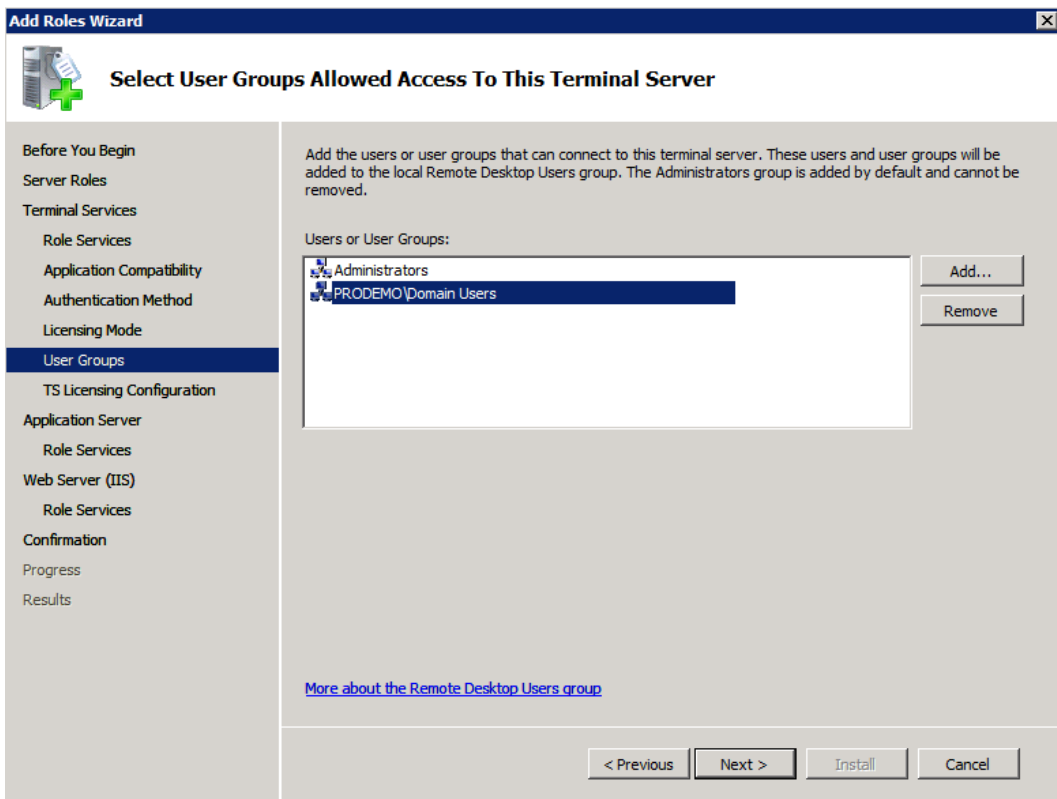 Add Roles Wizard
Select User Groups Allowed Access To This Terminal Server
Before You Begin
Server Roles
Terminal Services
Role Services
Application Compatibility
Authentication Method
Licensing Mode
User Groups
TS Licensing Configuration
Application Server
Role Services
Web Server (IIS)
Role Services
Confirmation
Progress
Results
Add the users or user groups that can connect to this terminal server. These users and user groups will be
added to the local Remote Desktop Users group. The Administrators group is added by default and cannot be
removed.
Users or User Groups:
Administrators
PRODEMO\Domain Users
Add...
Remove
More about the Remote Desktop Users group
< Previous
Next >
Install
Cancel